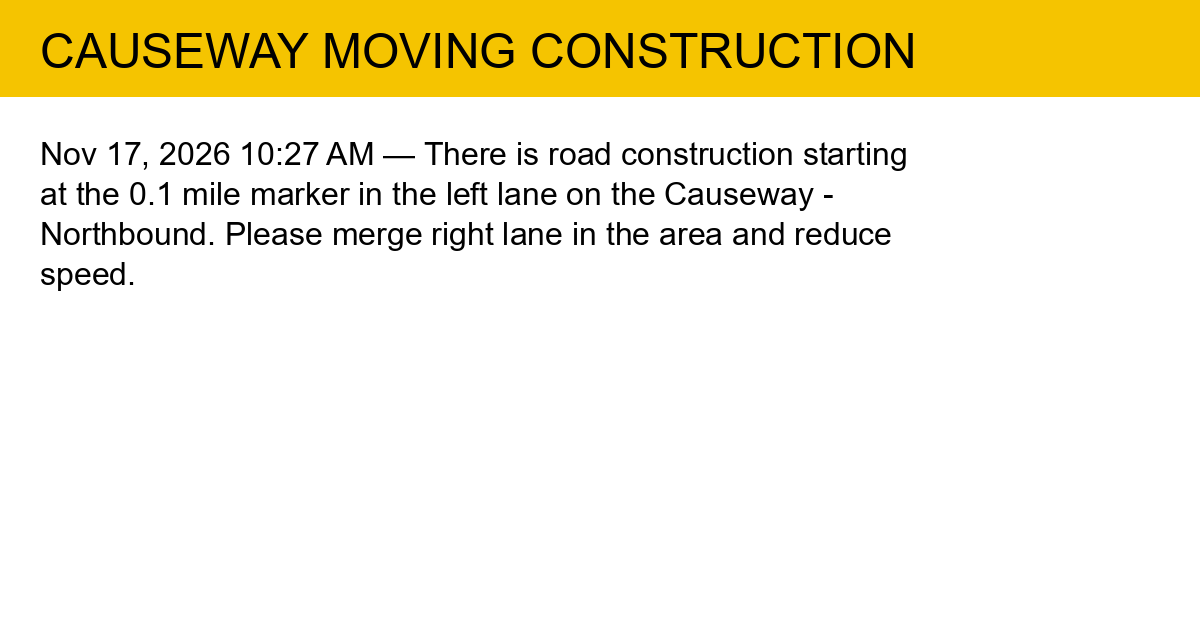 CAUSEWAY MOVING CONSTRUCTION
Nov 17, 2026 10:27 AM — There is road construction starting
at the 0.1 mile marker in the left lane on the Causeway -
Northbound. Please merge right lane in the area and reduce
speed.